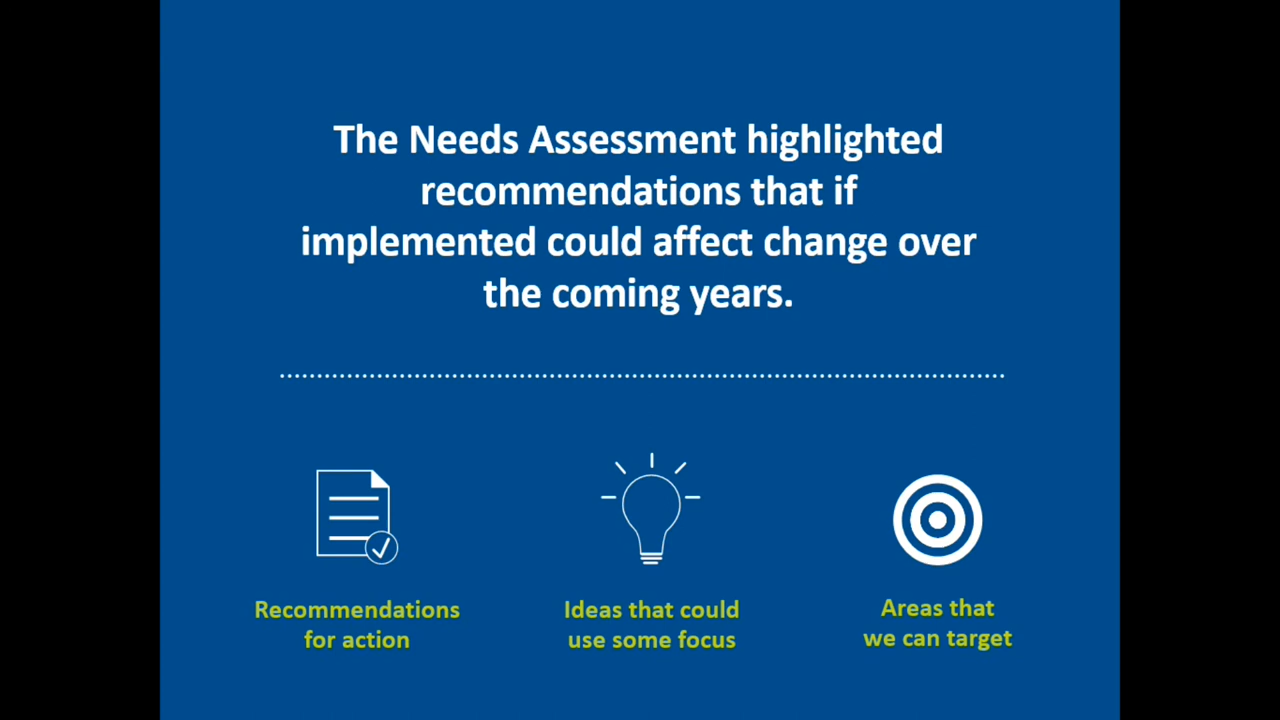 The Needs Assessment highlighted
recommendations that if
implemented could affect change over
the coming years.
Recommendations
for action
Ideas that could
use some focus
Areas that
we can target